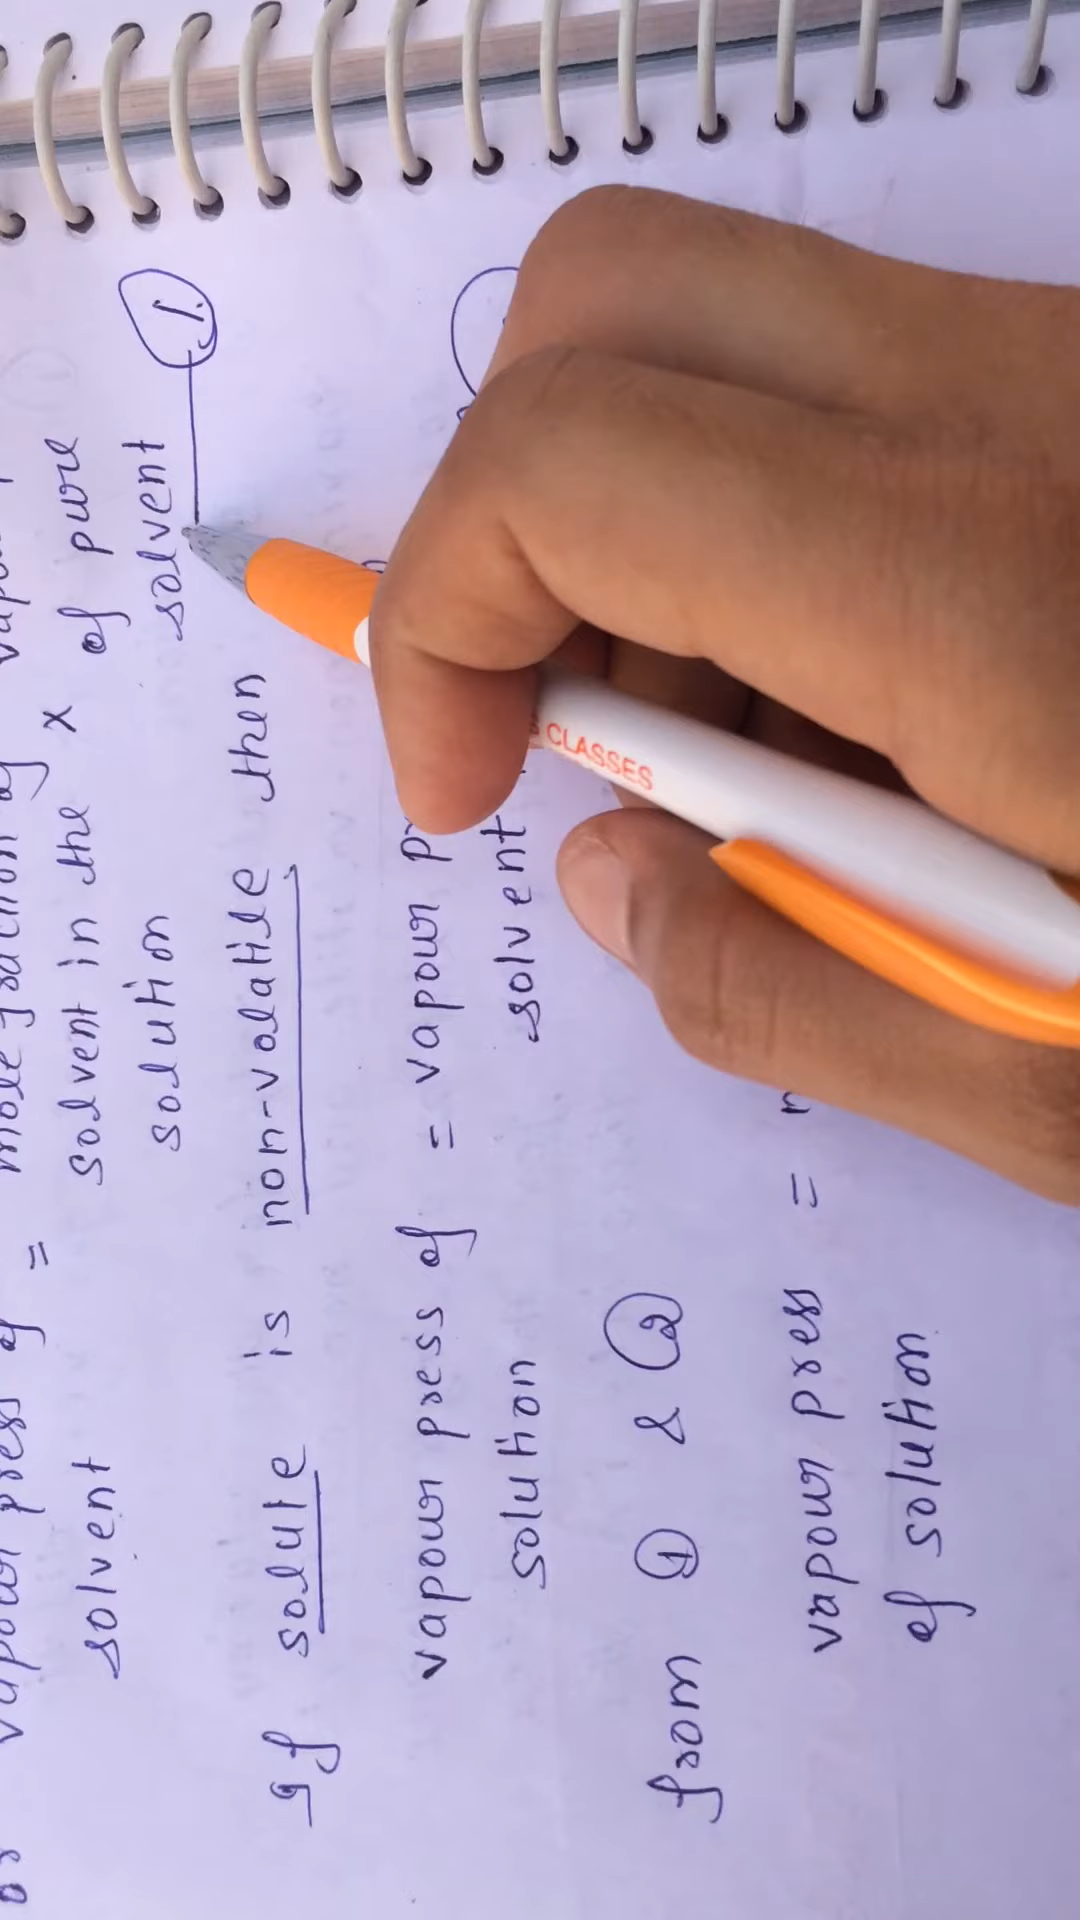 or vapour press of = mole fraction of
solvent solvent in the × of pure
solution solvent
1.
If solute is non-volatile then
vapour press of = vapour
solution solvent
from ① & ②
vapour press =
of solution
CLASSES